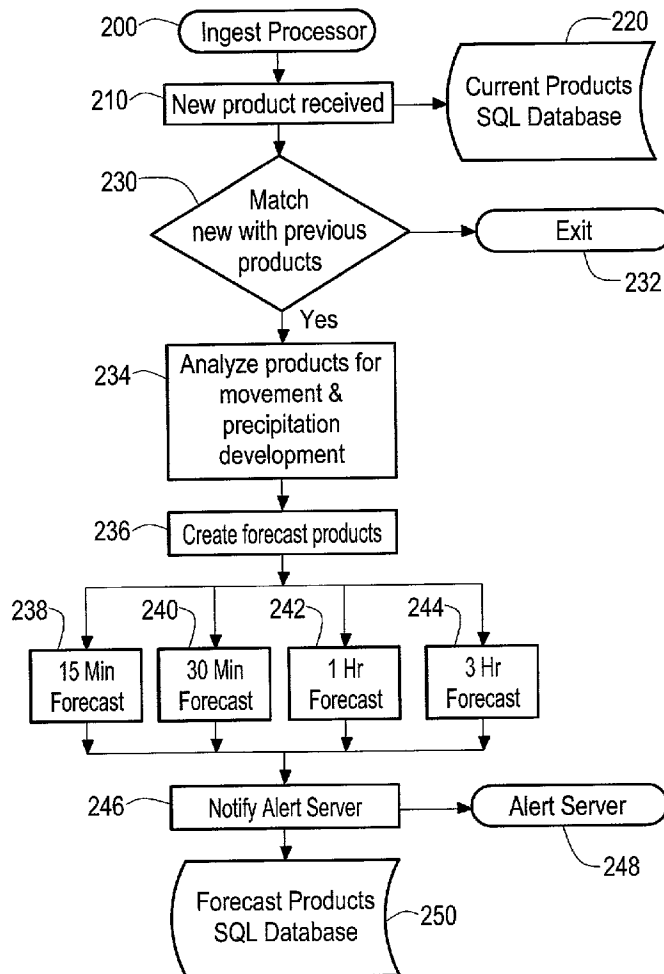 200
Ingest Processor
220
210
New product received
Current Products
SQL Database
230
Match
new with previous
products
Exit
232
Yes
234
Analyze products for
movement &
precipitation
development
236
Create forecast products
238
240
242
244
15 Min
Forecast
30 Min
Forecast
1 Hr
Forecast
3 Hr
Forecast
246
Notify Alert Server
Alert Server
248
Forecast Products
SQL Database
250